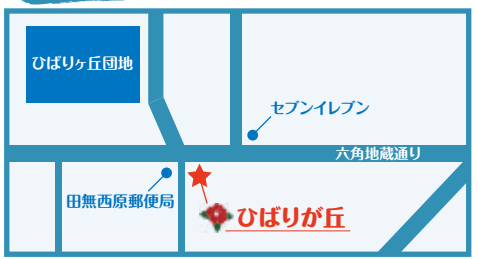 ひばりヶ丘団地
セブンイレブン
六角地蔵通り
田無西原郵便局
ひばりが丘